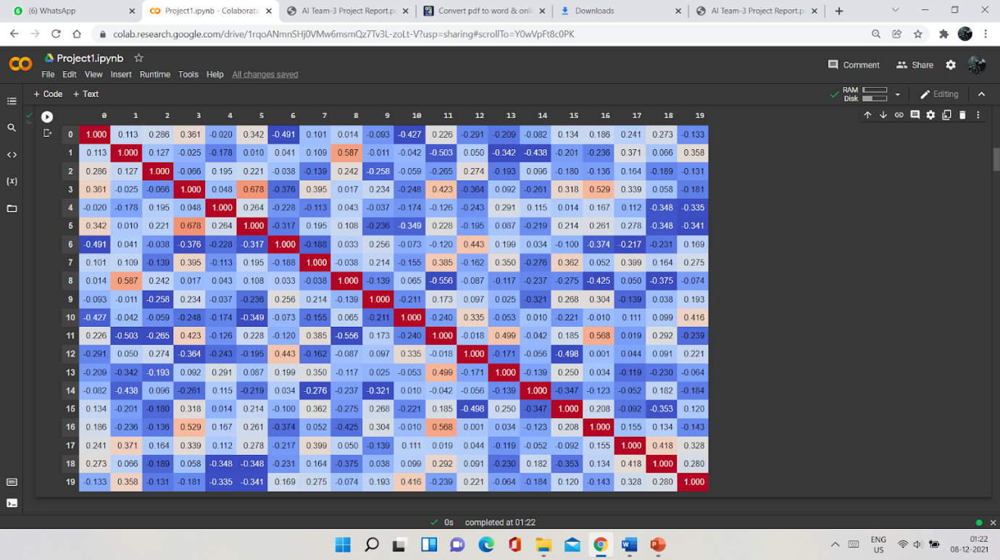 (6) WhatsApp
Project1.ipynb - Colaborato
AI Team-3 Project Report.pd
Convert pdf to word & onlin
Downloads
AI Team-3 Project Report.pd
colab.research.google.com/drive/1rqoANmnSHj0VMw6msmQz7Tv3L-zoLt-V?usp=sharing#scrollTo=Y0wVpFt8c0PK
Project1.ipynb
Comment Share
File Edit View Insert Runtime Tools Help All changes saved
+ Code + Text
RAM
Disk
Editing
0 1 2 3 4 5 6 7 8 9 10 11 12 13 14 15 16 17 18 19
0 1.000 0.113 0.286 0.361 -0.020 0.342 -0.491 0.101 0.014 -0.093 -0.427 0.226 -0.291 -0.209 -0.082 0.134 0.186 0.241 0.273 -0.133
1 0.113 1.000 0.127 -0.025 -0.178 0.010 0.041 0.109 0.587 -0.011 -0.042 -0.503 0.050 -0.342 -0.438 -0.201 -0.236 0.371 0.066 0.358
2 0.286 0.127 1.000 -0.066 0.195 0.221 -0.038 -0.139 0.242 -0.258 -0.059 -0.265 0.274 -0.193 0.096 -0.180 -0.136 0.164 -0.189 -0.131
3 0.361 -0.025 -0.066 1.000 0.048 0.678 -0.376 0.395 0.017 0.234 -0.248 0.423 -0.364 0.092 -0.261 0.318 0.529 0.339 0.058 -0.181
4 -0.020 -0.178 0.195 0.048 1.000 0.264 -0.228 -0.113 0.043 -0.037 -0.174 -0.126 -0.243 0.291 0.115 0.014 0.167 0.112 -0.348 -0.335
5 0.342 0.010 0.221 0.678 0.264 1.000 -0.317 0.195 0.108 -0.236 -0.349 0.228 -0.195 0.087 -0.219 0.214 0.261 0.278 -0.348 -0.341
6 -0.491 0.041 -0.038 -0.376 -0.228 -0.317 1.000 -0.188 0.033 0.256 -0.073 -0.120 0.443 0.199 0.034 -0.100 -0.374 -0.217 -0.231 0.169
7 0.101 0.109 -0.139 0.395 -0.113 0.195 -0.188 1.000 -0.038 0.214 -0.155 0.385 -0.162 0.350 -0.276 0.362 0.052 0.399 0.164 0.275
8 0.014 0.587 0.242 0.017 0.043 0.108 0.033 -0.038 1.000 -0.139 0.065 -0.556 -0.087 -0.117 -0.237 -0.275 -0.425 0.050 -0.375 -0.074
9 -0.093 -0.011 -0.258 0.234 -0.037 -0.236 0.256 0.214 -0.139 1.000 -0.211 0.173 0.097 0.025 -0.321 0.268 0.304 -0.139 0.038 0.193
10 -0.427 -0.042 -0.059 -0.248 -0.174 -0.349 -0.073 -0.155 0.065 -0.211 1.000 -0.240 0.335 -0.053 0.010 -0.221 -0.010 0.111 0.099 0.416
11 0.226 -0.503 -0.265 0.423 -0.126 0.228 -0.120 0.385 -0.556 0.173 -0.240 1.000 -0.018 0.499 -0.042 0.185 0.568 0.019 0.292 -0.239
12 -0.291 0.050 0.274 -0.364 -0.243 -0.195 0.443 -0.162 -0.087 0.097 0.335 -0.018 1.000 -0.171 -0.056 -0.498 0.001 0.044 0.091 0.221
13 -0.209 -0.342 -0.193 0.092 0.291 0.087 0.199 0.350 -0.117 0.025 -0.053 0.499 -0.171 1.000 -0.139 0.250 0.034 -0.119 -0.230 -0.064
14 -0.082 -0.438 0.096 -0.261 0.115 -0.219 0.034 -0.276 -0.237 -0.321 0.010 -0.042 -0.056 -0.139 1.000 -0.347 -0.123 -0.052 0.182 -0.184
15 0.134 -0.201 -0.180 0.318 0.014 0.214 -0.100 0.362 -0.275 0.268 -0.221 0.185 -0.498 0.250 -0.347 1.000 0.208 -0.092 -0.353 0.120
16 0.186 -0.236 -0.136 0.529 0.167 0.261 -0.374 0.052 -0.425 0.304 -0.010 0.568 0.001 0.034 -0.123 0.208 1.000 0.155 0.134 -0.143
17 0.241 0.371 0.164 0.339 0.112 0.278 -0.217 0.399 0.050 -0.139 0.111 0.019 0.044 -0.119 -0.052 -0.092 0.155 1.000 0.418 0.328
18 0.273 0.066 -0.189 0.058 -0.348 -0.348 -0.231 0.164 -0.375 0.038 0.099 0.292 0.091 -0.230 0.182 -0.353 0.134 0.418 1.000 0.280
19 -0.133 0.358 -0.131 -0.181 -0.335 -0.341 0.169 0.275 -0.074 0.193 0.416 -0.239 0.221 -0.064 -0.184 0.120 -0.143 0.328 0.280 1.000
0s completed at 01:22
ENG
US
01:22
08-12-2021